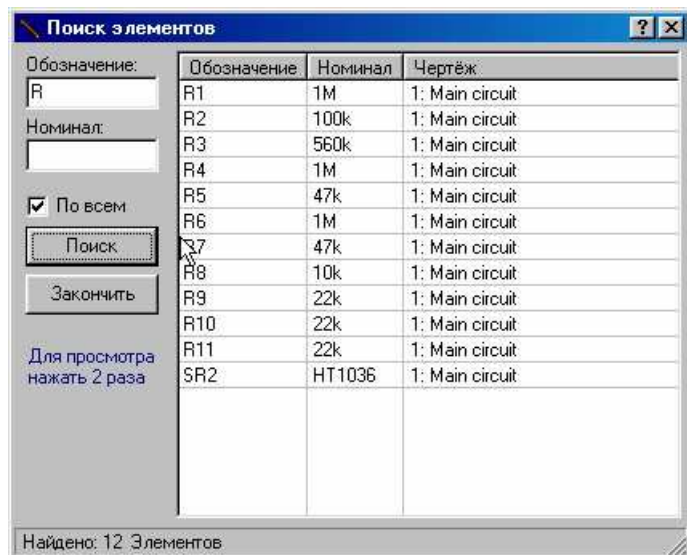 Поиск элементов
Обозначение:
R
Номинал:
По всем
Поиск
Закончить
Для просмотра
нажать 2 раза
Обозначение Номинал Чертёж
R1 1M 1: Main circuit
R2 100k 1: Main circuit
R3 560k 1: Main circuit
R4 1M 1: Main circuit
R5 47k 1: Main circuit
R6 1M 1: Main circuit
R7 47k 1: Main circuit
R8 10k 1: Main circuit
R9 22k 1: Main circuit
R10 22k 1: Main circuit
R11 22k 1: Main circuit
SR2 HT1036 1: Main circuit
Найдено: 12 Элементов